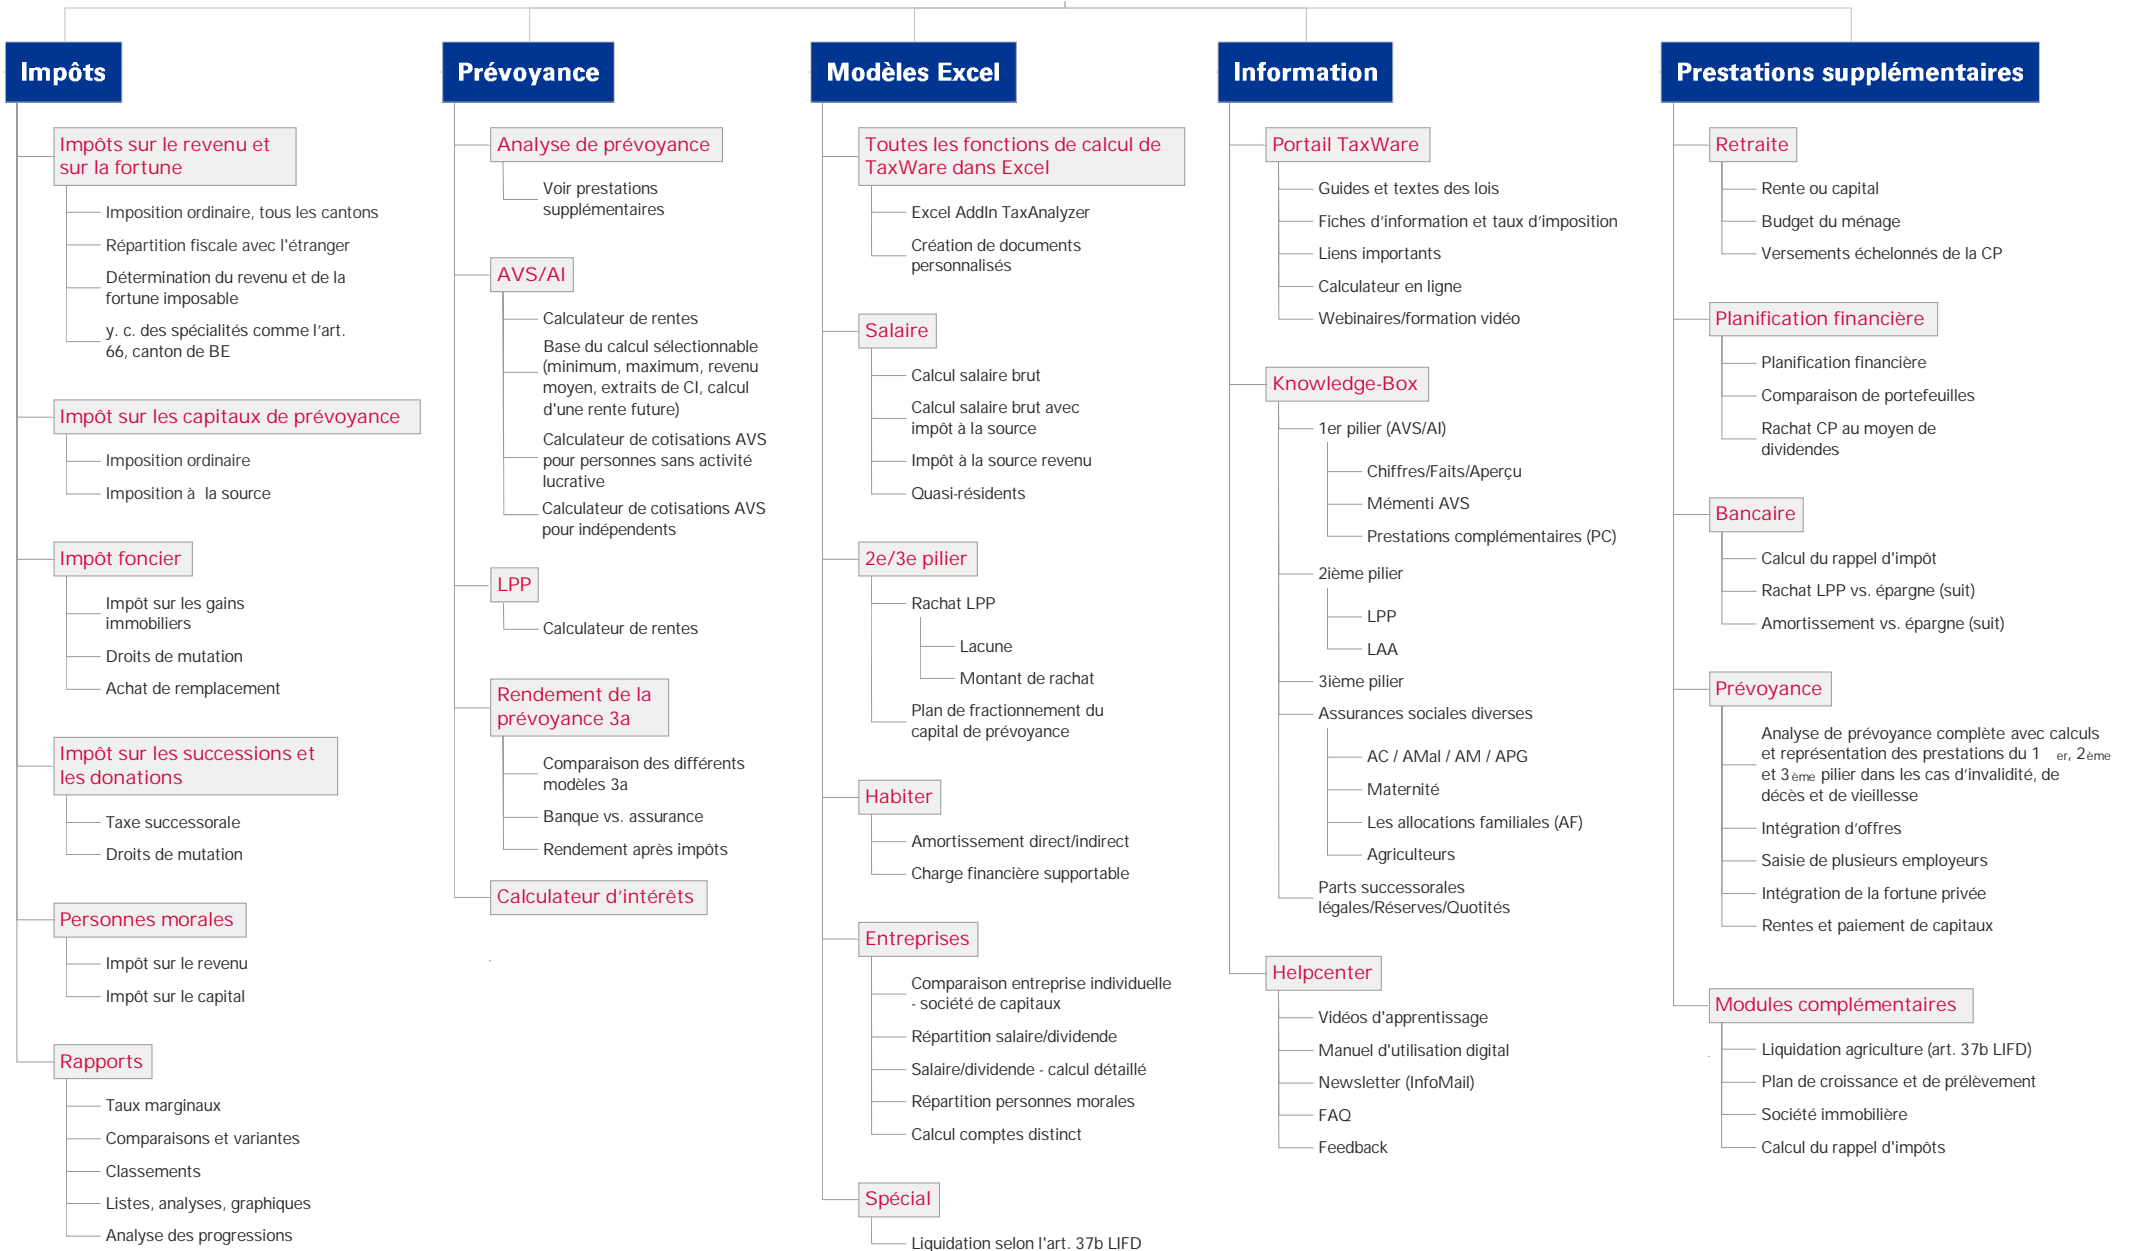 Impôts
Impôts sur le revenu et
sur la fortune
Imposition ordinaire, tous les cantons
Répartition fiscale avec l'étranger
Détermination du revenu et de la
fortune imposable
y. c. des spécialités comme l’art.
66, canton de BE
Impôt sur les capitaux de prévoyance
Imposition ordinaire
Imposition à la source
Impôt foncier
Impôt sur les gains
immobiliers
Droits de mutation
Achat de remplacement
Impôt sur les successions et
les donations
Taxe successorale
Droits de mutation
Personnes morales
Impôt sur le revenu
Impôt sur le capital
Rapports
Taux marginaux
Comparaisons et variantes
Classements
Listes, analyses, graphiques
Analyse des progressions
Prévoyance
Analyse de prévoyance
Voir prestations
supplémentaires
AVS/AI
Calculateur de rentes
Base du calcul sélectionnable
(minimum, maximum, revenu
moyen, extraits de CI, calcul
d'une rente future)
Calculateur de cotisations AVS
pour personnes sans activité
lucrative
Calculateur de cotisations AVS
pour indépendents
LPP
Calculateur de rentes
Rendement de la
prévoyance 3a
Comparaison des différents
modèles 3a
Banque vs. assurance
Rendement après impôts
Calculateur d’intérêts
Modèles Excel
Toutes les fonctions de calcul de
TaxWare dans Excel
Excel AddIn TaxAnalyzer
Création de documents
personnalisés
Salaire
Calcul salaire brut
Calcul salaire brut avec
impôt à la source
Impôt à la source revenu
Quasi-résidents
2e/3e pilier
Rachat LPP
Lacune
Montant de rachat
Plan de fractionnement du
capital de prévoyance
Habiter
Amortissement direct/indirect
Charge financière supportable
Entreprises
Comparaison entreprise individuelle
- société de capitaux
Répartition salaire/dividende
Salaire/dividende - calcul détaillé
Répartition personnes morales
Calcul comptes distinct
Spécial
Liquidation selon l'art. 37b LIFD
Information
Portail TaxWare
Guides et textes des lois
Fiches d’information et taux d’imposition
Liens importants
Calculateur en ligne
Webinaires/formation vidéo
Knowledge-Box
1er pilier (AVS/AI)
Chiffres/Faits/Aperçu
Mémenti AVS
Prestations complémentaires (PC)
2ième pilier
LPP
LAA
3ième pilier
Assurances sociales diverses
AC / AMal / AM / APG
Maternité
Les allocations familiales (AF)
Agriculteurs
Parts successorales
légales/Réserves/Quotités
Helpcenter
Vidéos d'apprentissage
Manuel d'utilisation digital
Newsletter (InfoMail)
FAQ
Feedback
Prestations supplémentaires
Retraite
Rente ou capital
Budget du ménage
Versements échelonnés de la CP
Planification financière
Planification financière
Comparaison de portefeuilles
Rachat CP au moyen de
dividendes
Bancaire
Calcul du rappel d'impôt
Rachat LPP vs. épargne (suit)
Amortissement vs. épargne (suit)
Prévoyance
Analyse de prévoyance complète avec calculs
et représentation des prestations du 1 er, 2ème
et 3ème pilier dans les cas d’invalidité, de
décès et de vieillesse
Intégration d’offres
Saisie de plusieurs employeurs
Intégration de la fortune privée
Rentes et paiement de capitaux
Modules complémentaires
Liquidation agriculture (art. 37b LIFD)
Plan de croissance et de prélèvement
Société immobilière
Calcul du rappel d'impôts